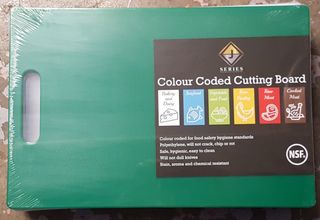 SERIES
Colour Coded Cutting Board
Bakery and Dairy
Seafood
Vegetable and Fruit
Raw Poultry
Raw Meat
Cooked Meat
Colour coded for food safety hygiene standards
Polyethylene, will not crack, chip or rot
Safe, hygienic, easy to clean
Will not dull knives
Stain, aroma and chemical resistant
NSF.